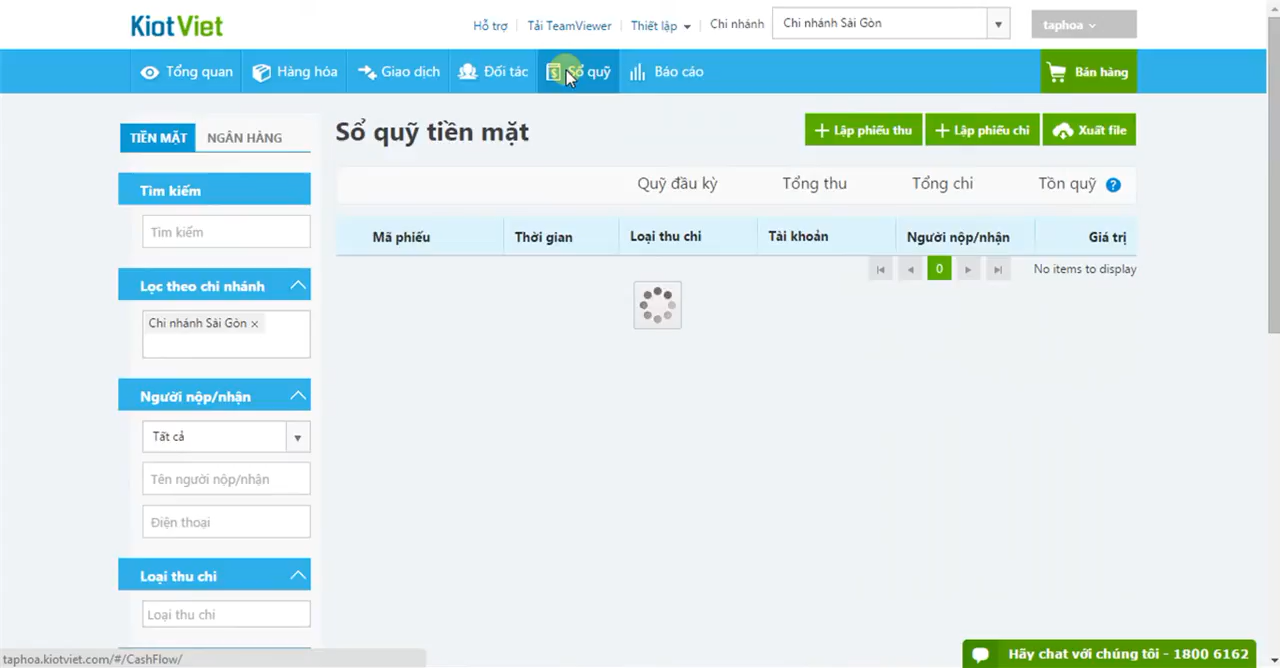 KiotViet
Hỗ trợ Tải TeamViewer Thiết lập Chi nhánh Chi nhánh Sài Gòn taphoa
Tổng quan Hàng hóa Giao dịch Đối tác Sổ quỹ Báo cáo Bán hàng
TIỀN MẶT NGÂN HÀNG
Sổ quỹ tiền mặt
Lập phiếu thu Lập phiếu chi Xuất file
Tìm kiếm
Tìm kiếm
Quỹ đầu kỳ Tổng thu Tổng chi Tồn quỹ ?
Mã phiếu Thời gian Loại thu chi Tài khoản Người nộp/nhận Giá trị
0 No items to display
Lọc theo chi nhánh
Chi nhánh Sài Gòn ×
Người nộp/nhận
Tất cả
Tên người nộp/nhận
Điện thoại
Loại thu chi
Loại thu chi
taphoa.kiotviet.com/#/CashFlow/
Hãy chat với chúng tôi - 1800 6162